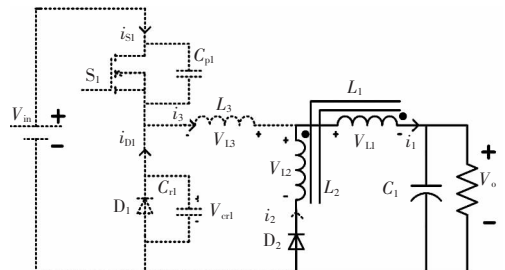 i_S1
C_p1
S_1
L_1
V_in
+
-
i_3
L_3
- V_L3 +
+ V_L1 -
i_1
i_D1
+
V_L2
-
L_2
C_1
+
V_o
-
D_1
C_r1
+
V_cr1
-
i_2
D_2